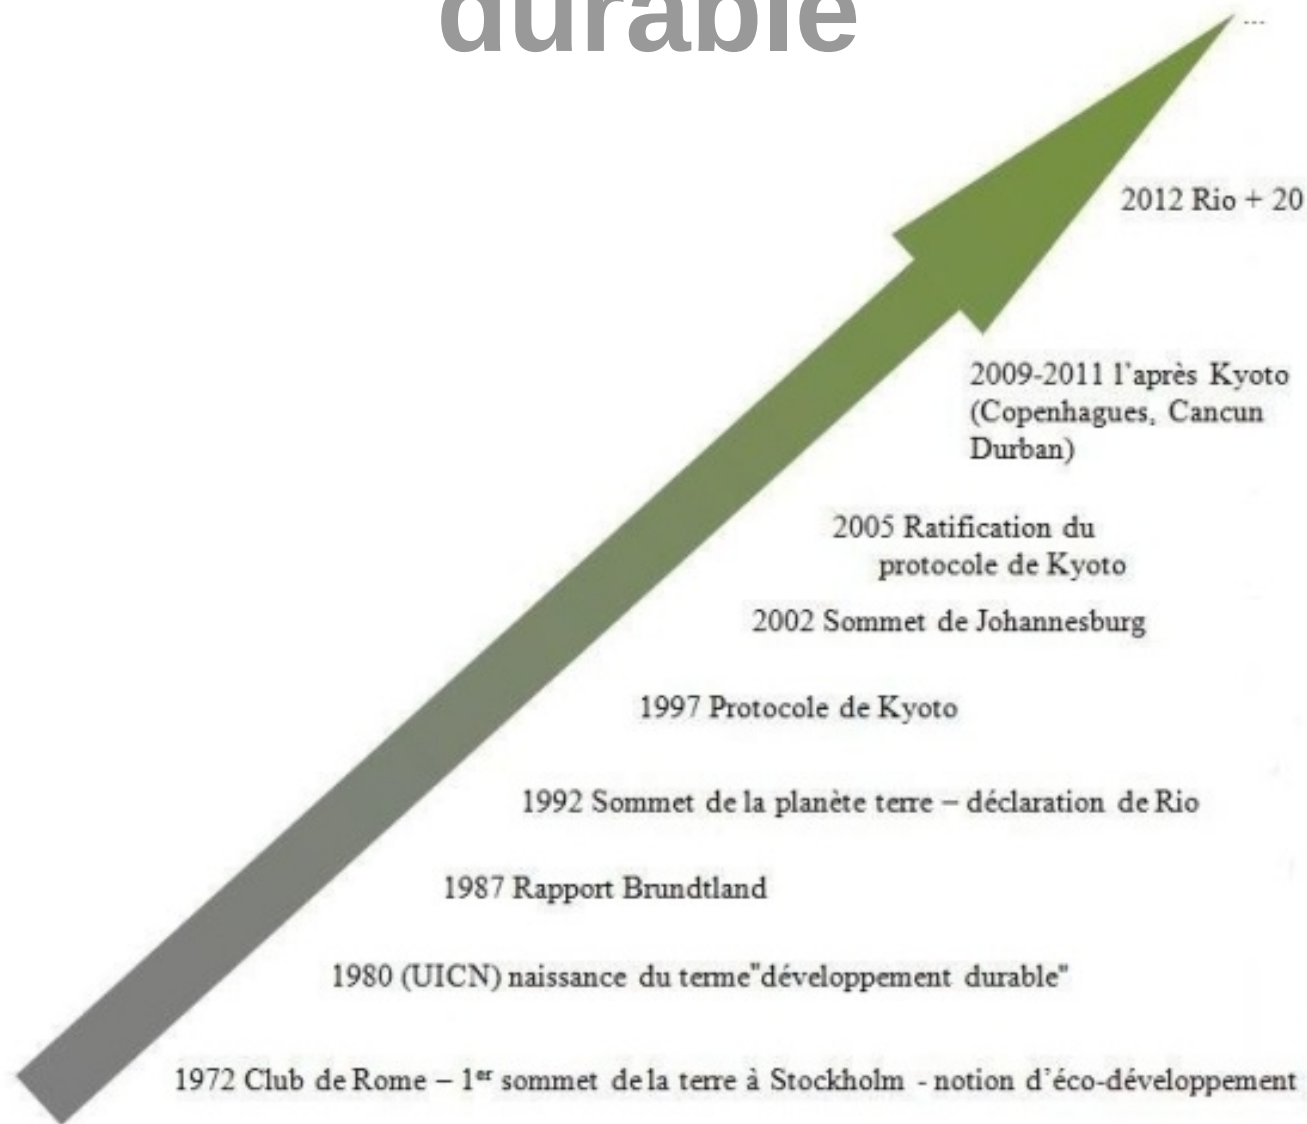 durable
...
2012 Rio + 20
2009-2011 l'après Kyoto
(Copenhagues, Cancun
Durban)
2005 Ratification du
protocole de Kyoto
2002 Sommet de Johannesburg
1997 Protocole de Kyoto
1992 Sommet de la planète terre – déclaration de Rio
1987 Rapport Brundtland
1980 (UICN) naissance du terme"développement durable"
1972 Club de Rome – 1er sommet de la terre à Stockholm - notion d'éco-développement